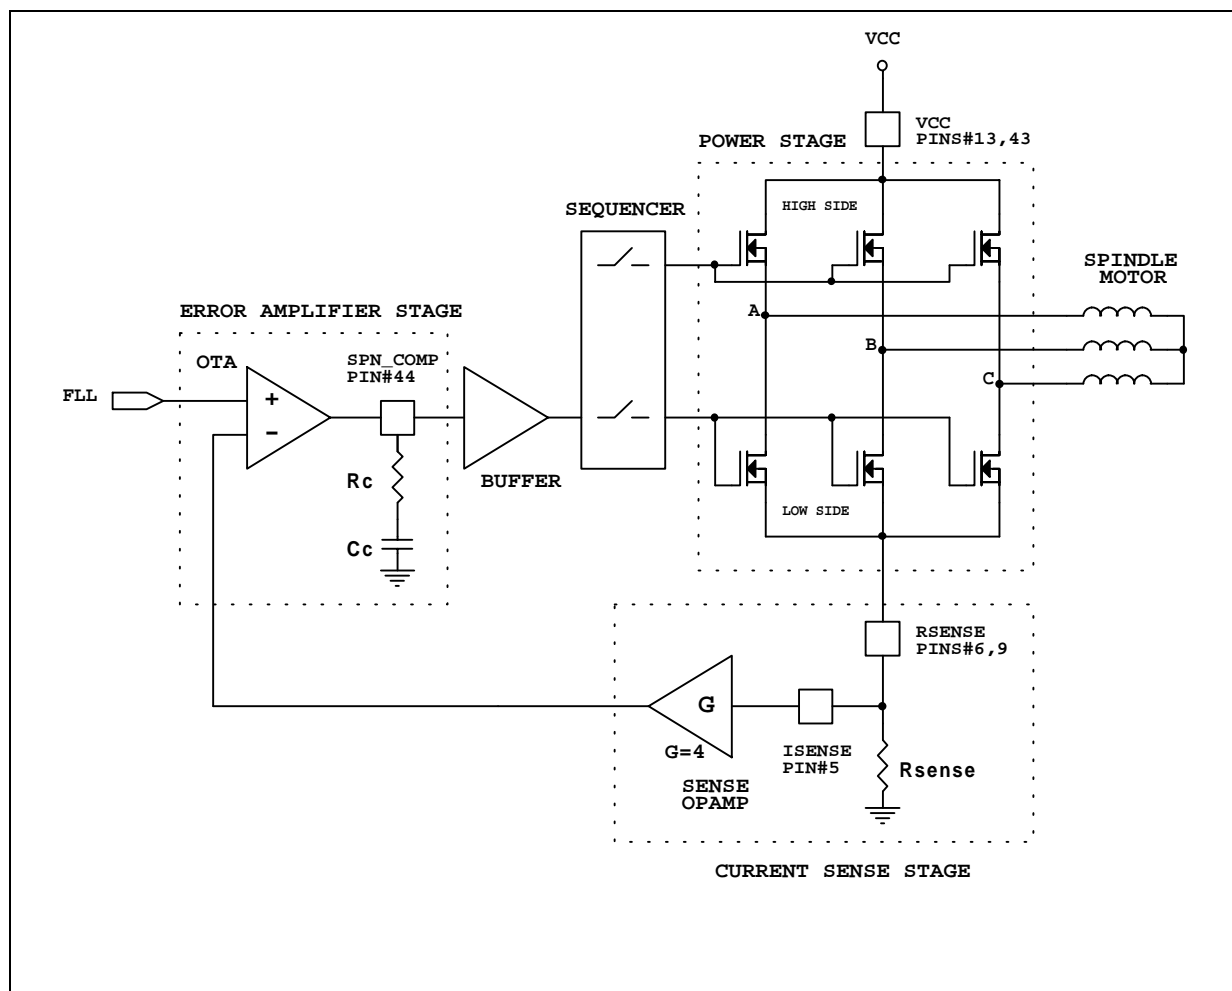 VCC
VCC
PINS#13,43
POWER STAGE
HIGH SIDE
SEQUENCER
SPINDLE
MOTOR
ERROR AMPLIFIER STAGE
A
OTA
SPN_COMP
PIN#44
B
C
FLL
+
-
Rc
BUFFER
LOW SIDE
Cc
RSENSE
PINS#6,9
G
G=4
ISENSE
PIN#5
Rsense
SENSE
OPAMP
CURRENT SENSE STAGE